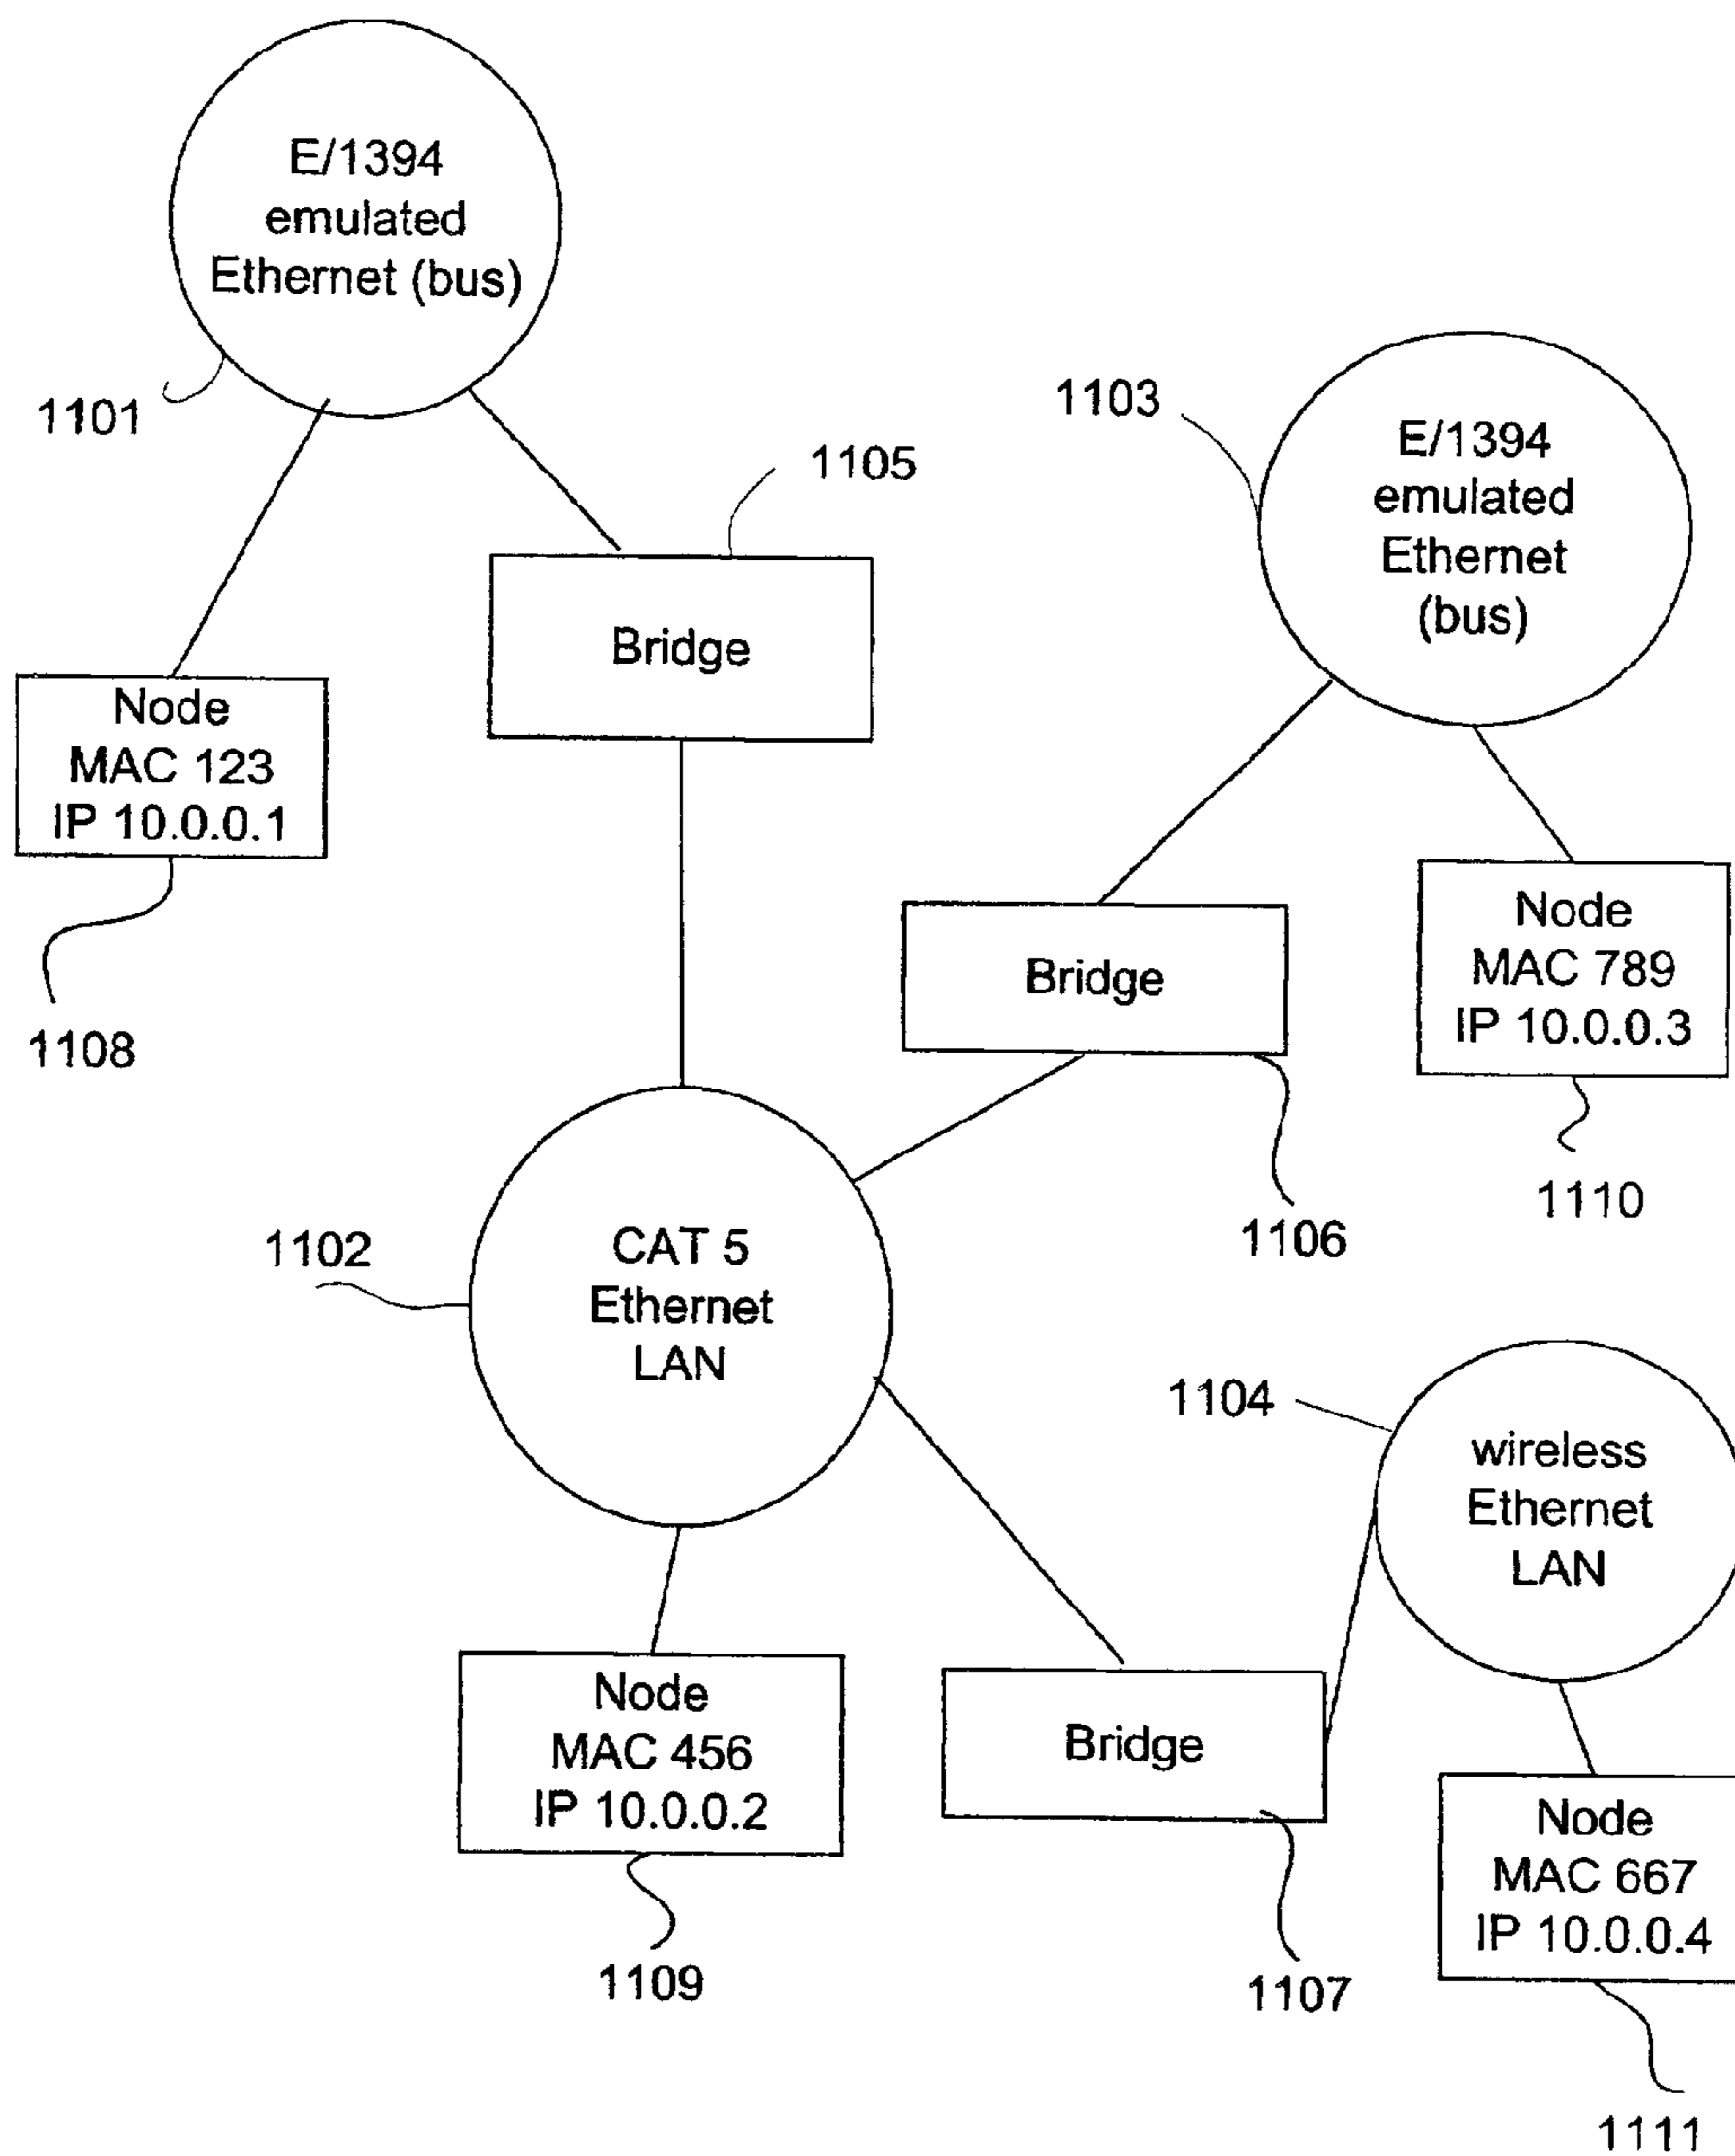 E/1394
emulated
Ethernet (bus)
1101
1105
1103
E/1394
emulated
Ethernet
(bus)
Bridge
Node
MAC 123
IP 10.0.0.1
1108
Bridge
Node
MAC 789
IP 10.0.0.3
1110
1106
1102
CAT 5
Ethernet
LAN
1104
wireless
Ethernet
LAN
Node
MAC 456
IP 10.0.0.2
1109
Bridge
1107
Node
MAC 667
IP 10.0.0.4
1111